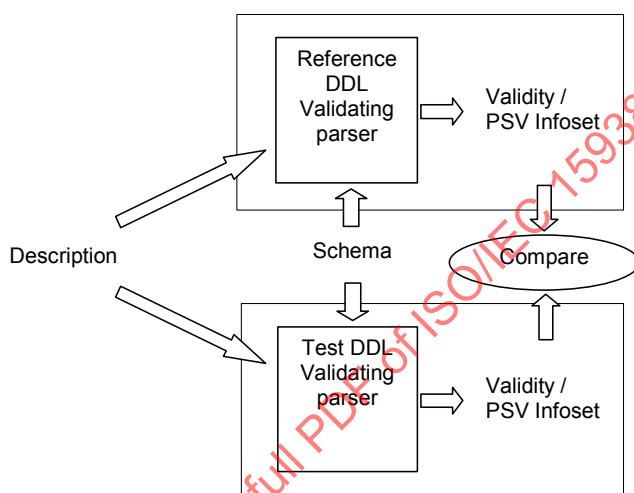 Reference
DDL
Validating
parser
Validity /
PSV Infoset
Description
Schema
Compare
Test DDL
Validating
parser
Validity /
PSV Infoset
full PDF of ISO/IEC 15938